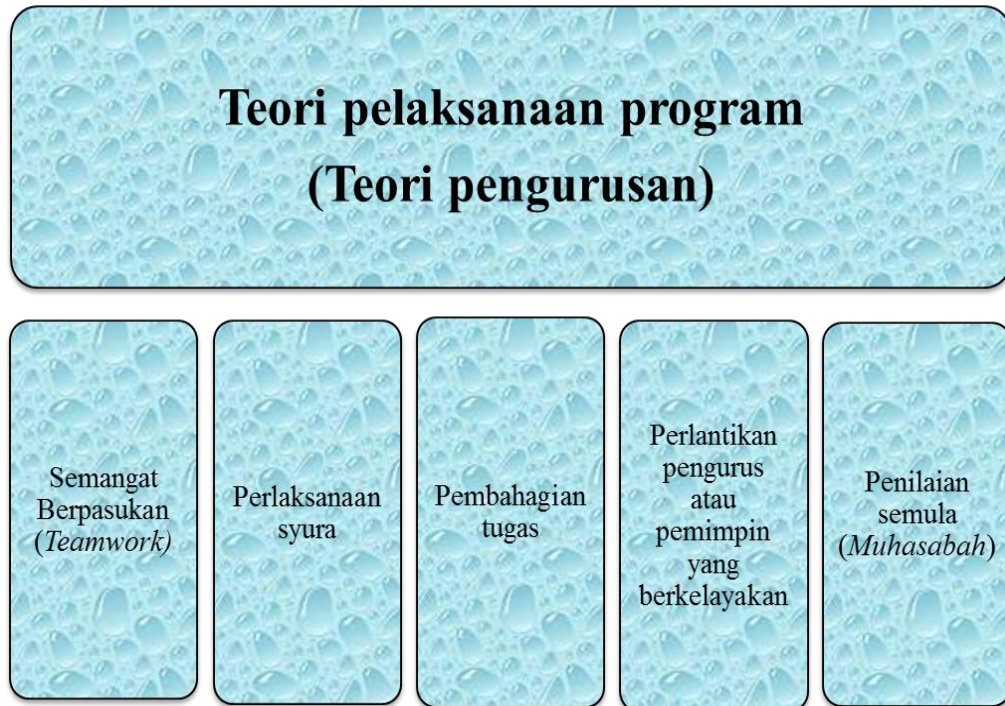 Teori pelaksanaan program
(Teori pengurusan)
Semangat
Berpasukan
(Teamwork)
Perlaksanaan
syura
Pembahagian
tugas
Perlantikan
pengurus
atau
pemimpin
yang
berkelayakan
Penilaian
semula
(Muhasabah)